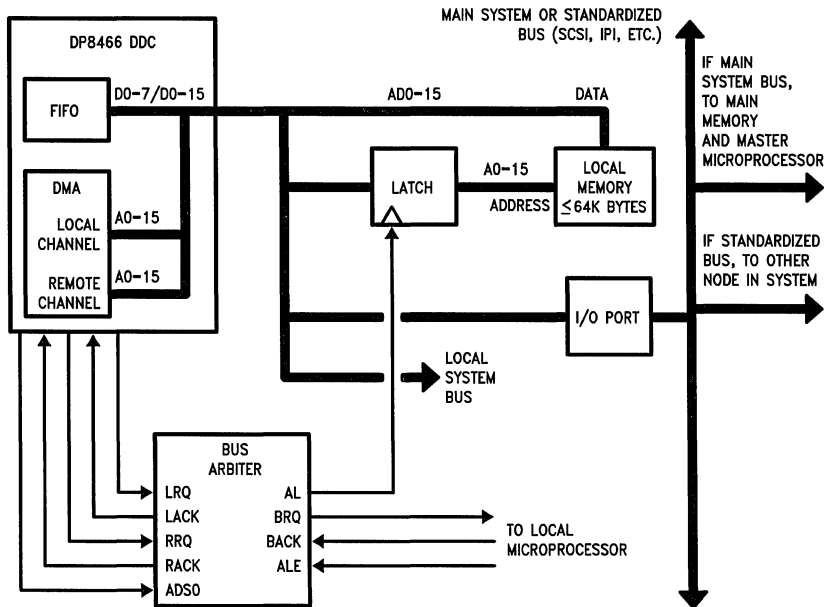 MAIN SYSTEM OR STANDARDIZED
BUS (SCSI, IPI, ETC.)
DP8466 DDC
FIFO
D0-7/D0-15
AD0-15
DATA
IF MAIN
SYSTEM BUS,
TO MAIN
MEMORY
AND MASTER
MICROPROCESSOR
DMA
LOCAL
CHANNEL
A0-15
REMOTE
CHANNEL
A0-15
LATCH
A0-15
ADDRESS
LOCAL
MEMORY
≤64K BYTES
IF STANDARDIZED
BUS, TO OTHER
NODE IN SYSTEM
I/O PORT
LOCAL
SYSTEM
BUS
BUS
ARBITER
LRQ
LACK
RRQ
RACK
ADS0
AL
BRQ
BACK
ALE
TO LOCAL
MICROPROCESSOR